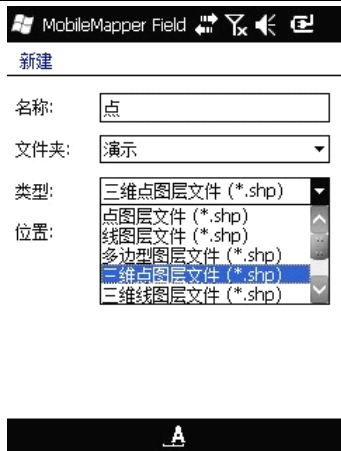 MobileMapper Field
新建
名称: 点
文件夹: 演示
类型: 三维点图层文件 (*.shp)
位置:
点图层文件 (*.shp)
线图层文件 (*.shp)
多边型图层文件 (*.shp)
三维点图层文件 (*.shp)
三维线图层文件 (*.shp)
A